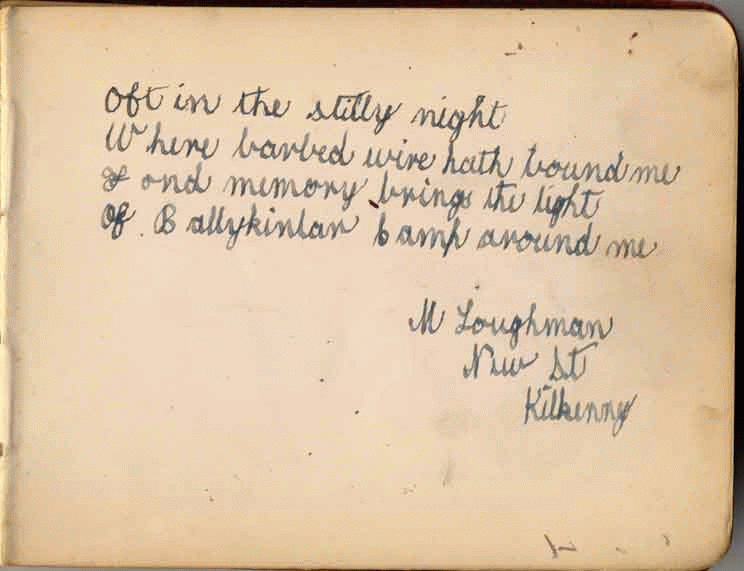 Oft in the stilly night
Where barbed wire hath bound me
Fond memory brings the light
Of Ballykinlar Camp around me
M Loughman
New St
Kilkenny